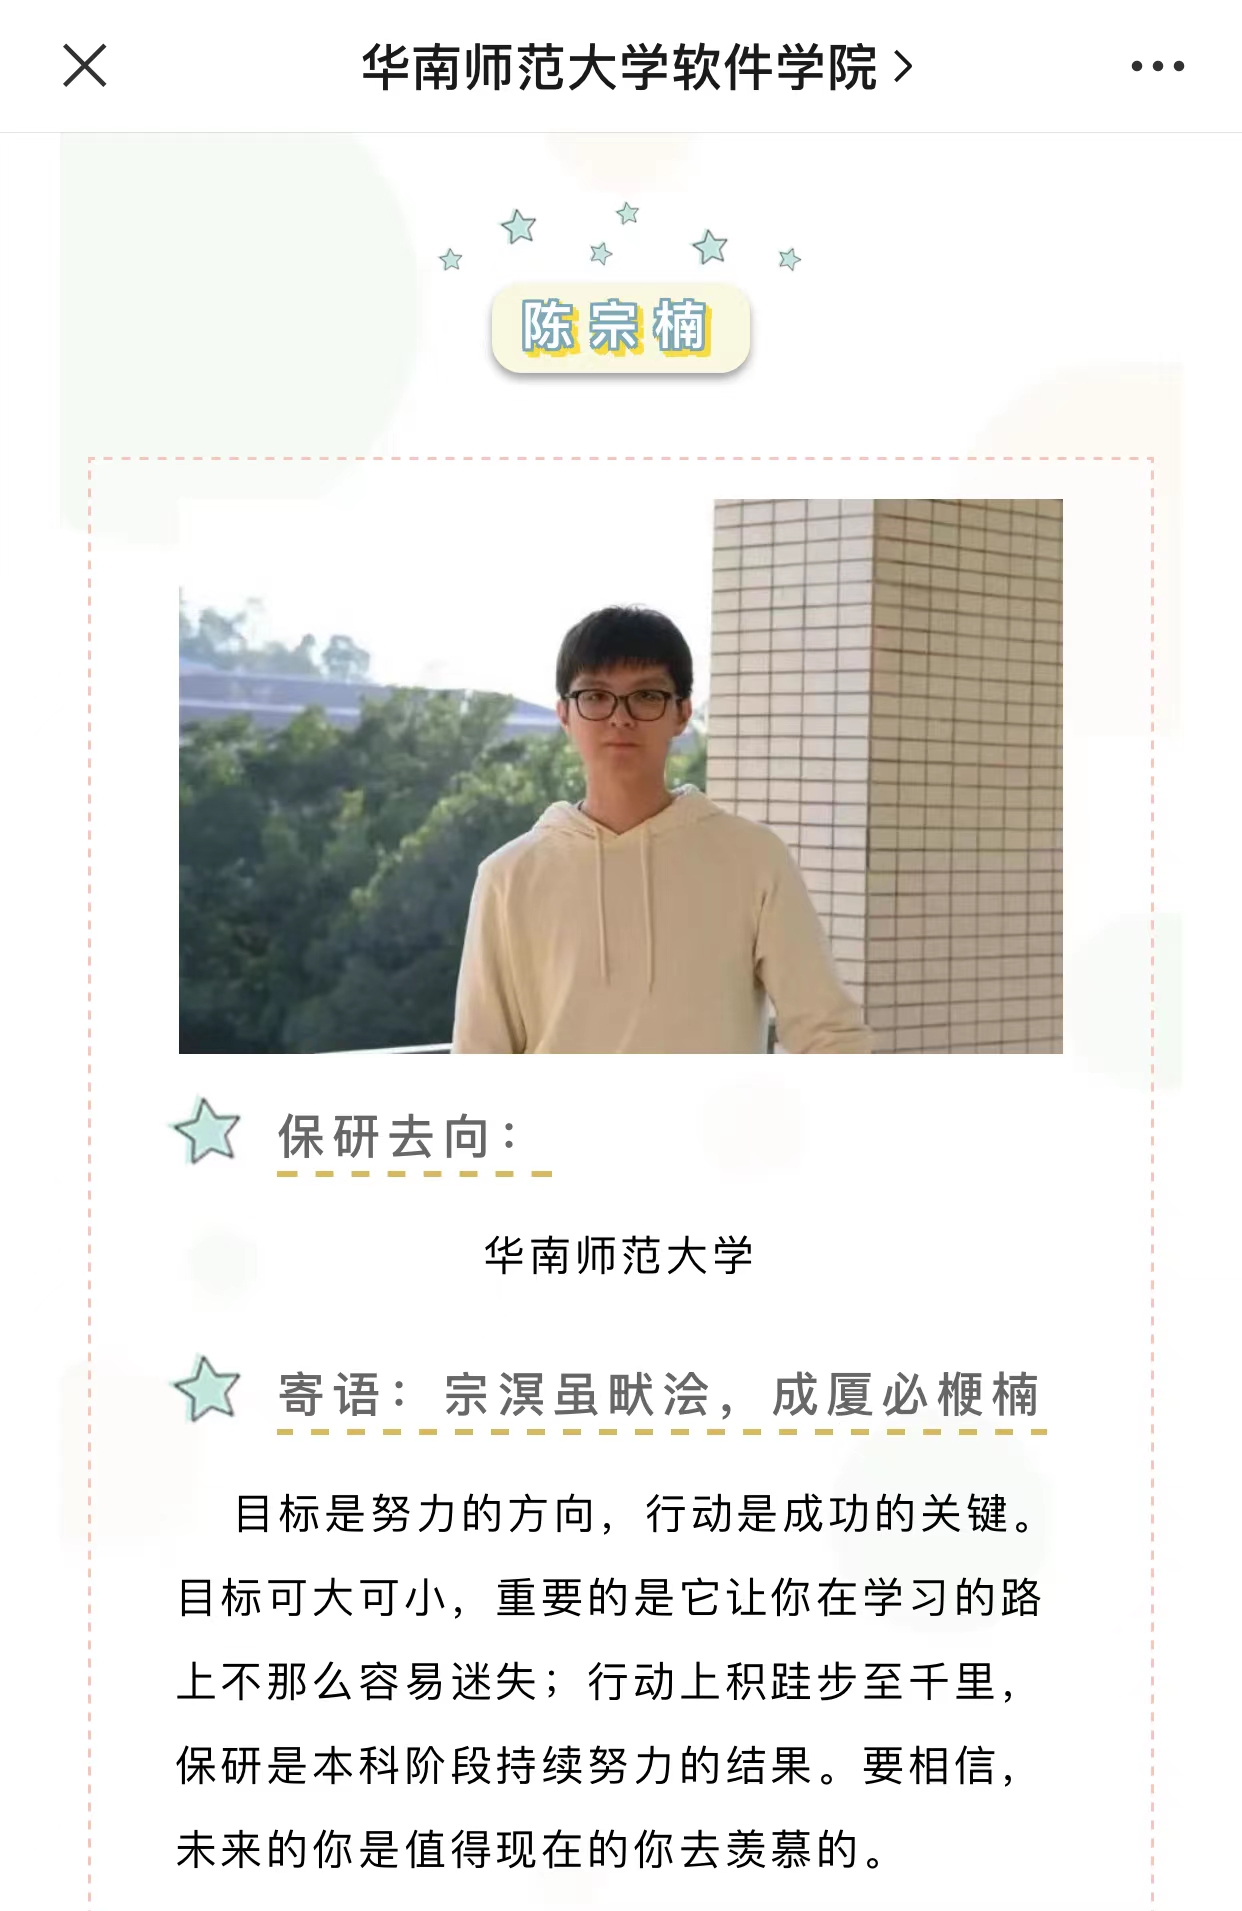 华南师范大学软件学院
陈宗楠
保研去向：
华南师范大学
寄语：宗溟虽畎浍，成厦必楩楠
目标是努力的方向，行动是成功的关键。
目标可大可小，重要的是它让你在学习的路
上不那么容易迷失；行动上积跬步至千里，
保研是本科阶段持续努力的结果。要相信，
未来的你是值得现在的你去羡慕的。